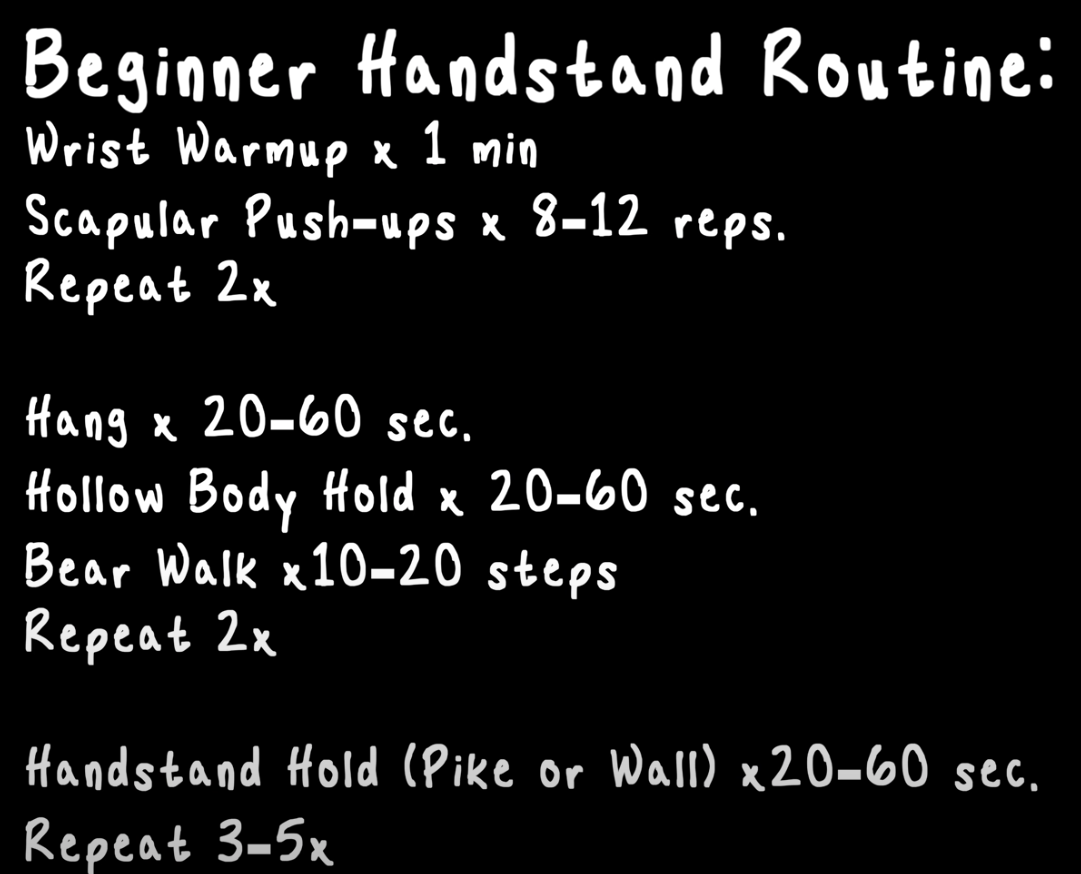 Beginner Handstand Routine:
Wrist Warmup x 1 min
Scapular Push-ups x 8-12 reps.
Repeat 2x
Hang x 20-60 sec.
Hollow Body Hold x 20-60 sec.
Bear Walk x10-20 steps
Repeat 2x
Handstand Hold (Pike or Wall) x20-60 sec.
Repeat 3-5x